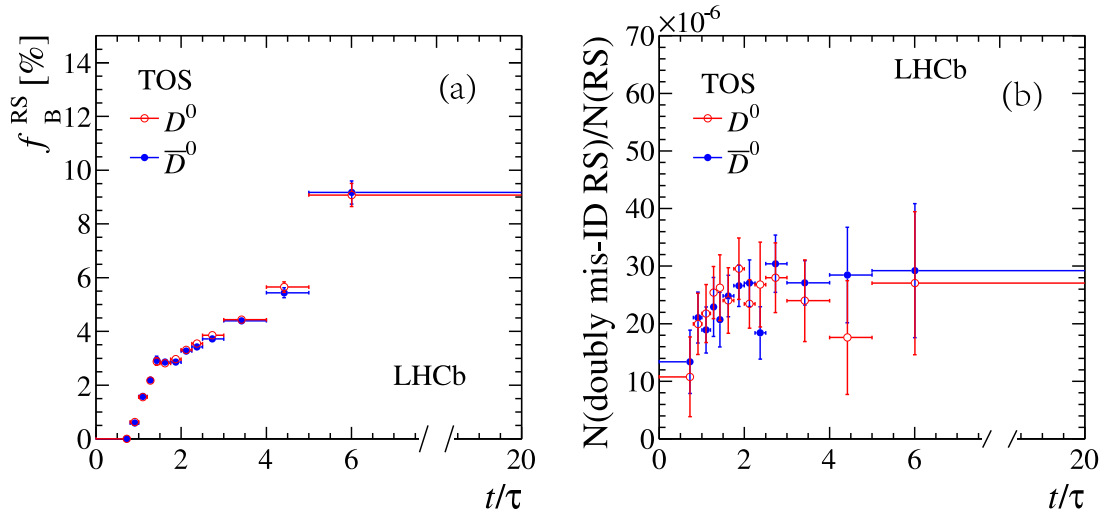 f_B^RS [%]
14
12
10
8
6
4
2
0
TOS
D⁰
D̅⁰
(a)
LHCb
0 2 4 6 20
t/τ
N(doubly mis-ID RS)/N(RS)
×10⁻⁶
70
60
50
40
30
20
10
0
LHCb
TOS
(b)
D⁰
D̅⁰
0 2 4 6 20
t/τ